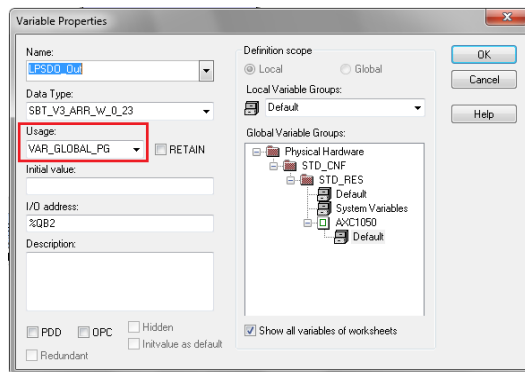 Variable Properties
Name:
LPSDO_Out
Data Type:
SBT_V3_ARR_W_0_23
Usage:
VAR_GLOBAL_PG
RETAIN
Initial value:
I/O address:
%QB2
Description:
PDD
OPC
Hidden
Initvalue as default
Redundant
Definition scope
Local
Global
Local Variable Groups:
Default
Global Variable Groups:
Physical Hardware
STD_CNF
STD_RES
Default
System Variables
AXC1050
Default
Show all variables of worksheets
OK
Cancel
Help